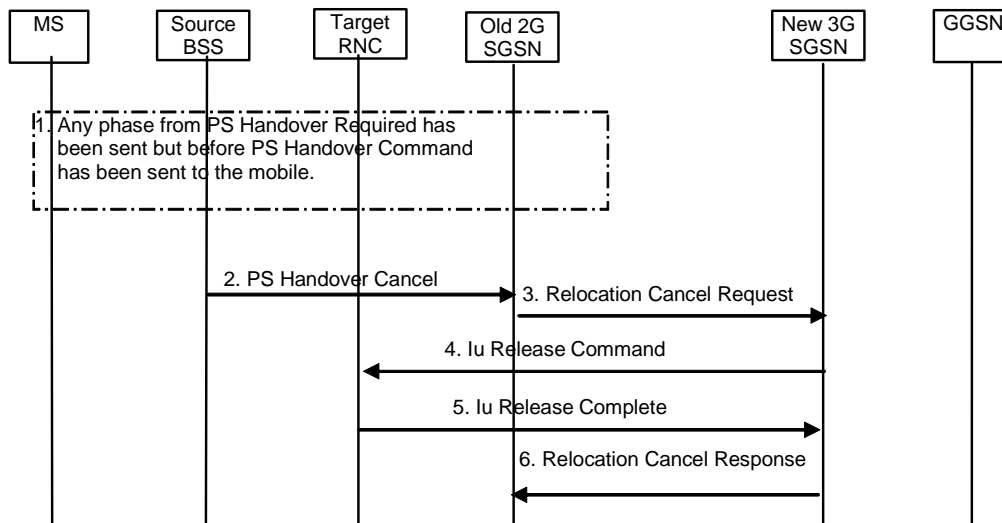 MS
Source
BSS
Target
RNC
Old 2G
SGSN
New 3G
SGSN
GGSN
1. Any phase from PS Handover Required has
been sent but before PS Handover Command
has been sent to the mobile.
2. PS Handover Cancel
3. Relocation Cancel Request
4. Iu Release Command
5. Iu Release Complete
6. Relocation Cancel Response